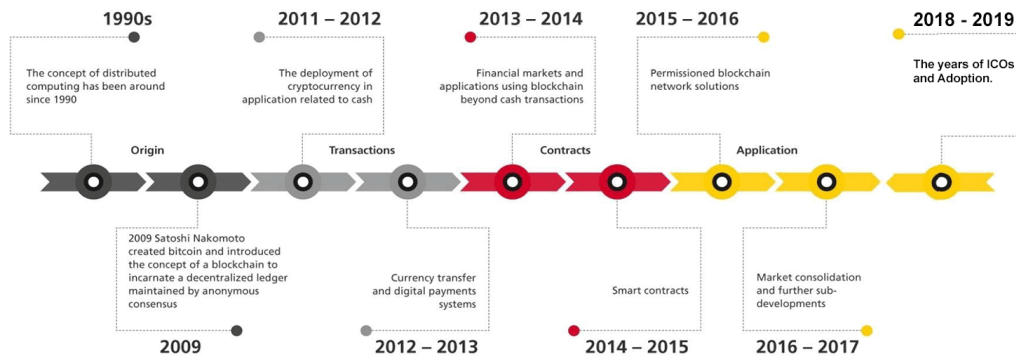 1990s
The concept of distributed
computing has been around
since 1990
2011 – 2012
The deployment of
cryptocurrency in
application related to cash
2013 – 2014
Financial markets and
applications using blockchain
beyond cash transactions
2015 – 2016
Permissioned blockchain
network solutions
2018 - 2019
The years of ICOs
and Adoption.
Origin
Transactions
Contracts
Application
2009 Satoshi Nakomoto
created bitcoin and introduced
the concept of a blockchain to
incarnate a decentralized ledger
maintained by anonymous
consensus
2009
Currency transfer
and digital payments
systems
2012 – 2013
Smart contracts
2014 – 2015
Market consolidation
and further sub-
developments
2016 – 2017